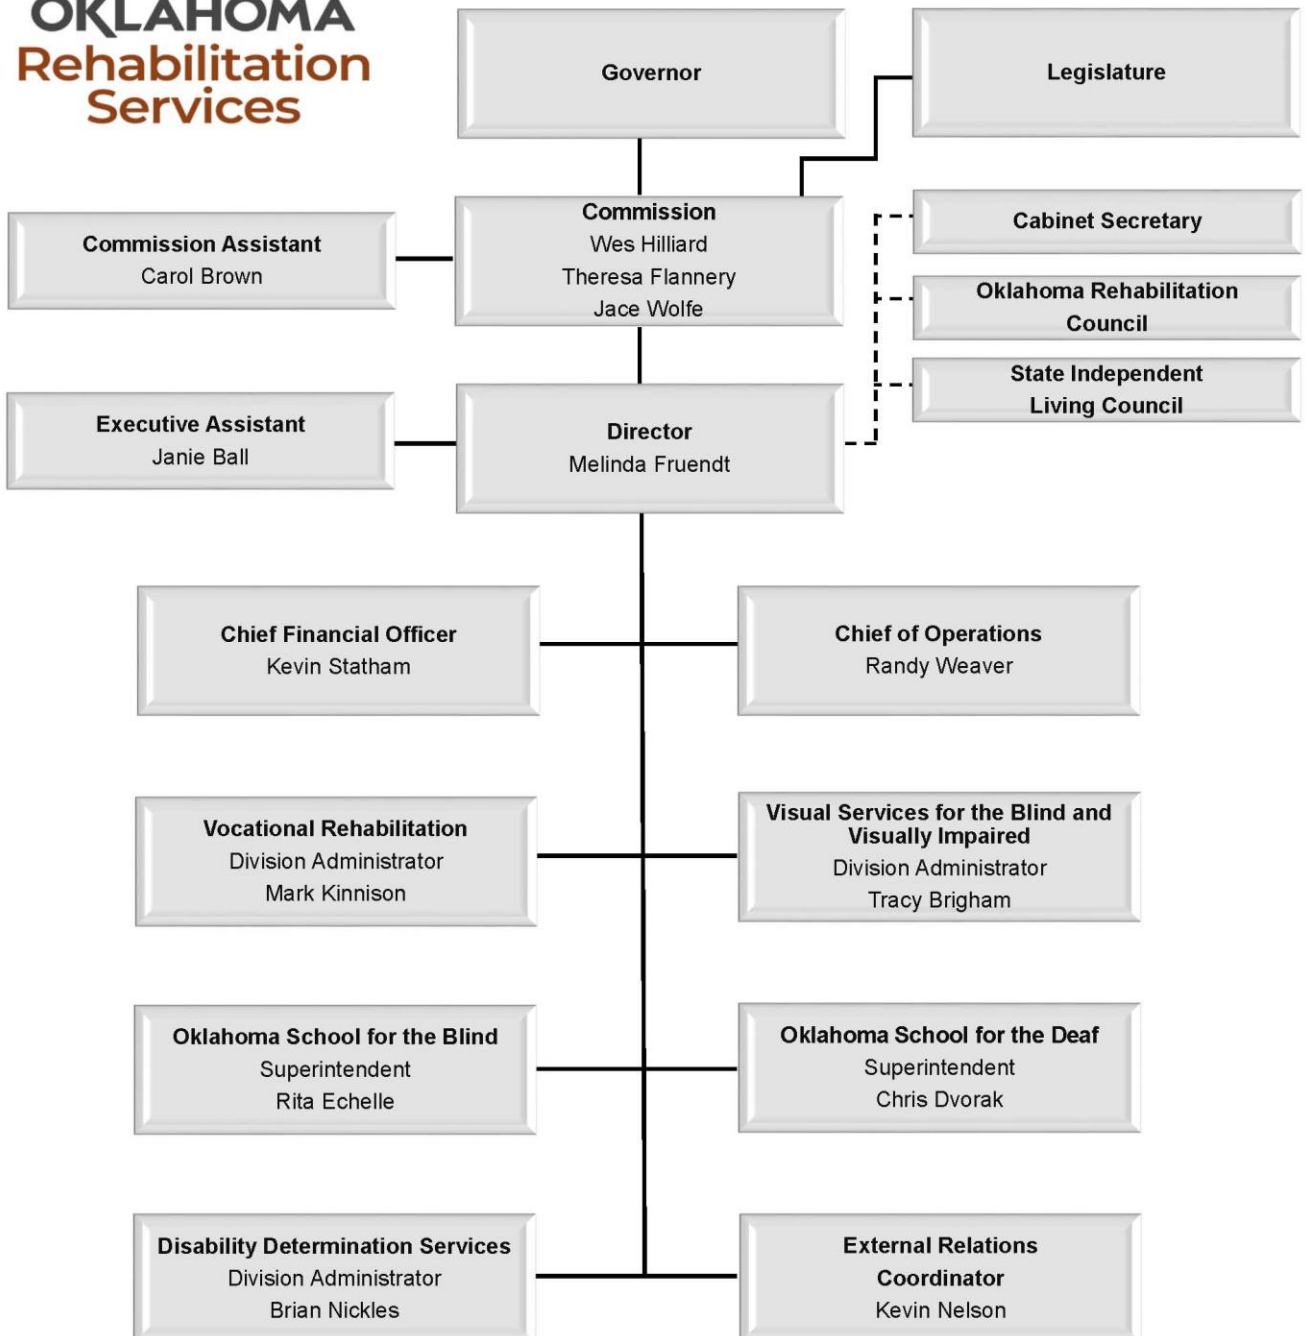 OKLAHOMA
Rehabilitation
Services
Governor
Legislature
Commission
Wes Hilliard
Theresa Flannery
Jace Wolfe
Commission Assistant
Carol Brown
Cabinet Secretary
Oklahoma Rehabilitation
Council
State Independent
Living Council
Executive Assistant
Janie Ball
Director
Melinda Fruendt
Chief Financial Officer
Kevin Statham
Chief of Operations
Randy Weaver
Vocational Rehabilitation
Division Administrator
Mark Kinnison
Visual Services for the Blind and
Visually Impaired
Division Administrator
Tracy Brigham
Oklahoma School for the Blind
Superintendent
Rita Echelle
Oklahoma School for the Deaf
Superintendent
Chris Dvorak
Disability Determination Services
Division Administrator
Brian Nickles
External Relations
Coordinator
Kevin Nelson